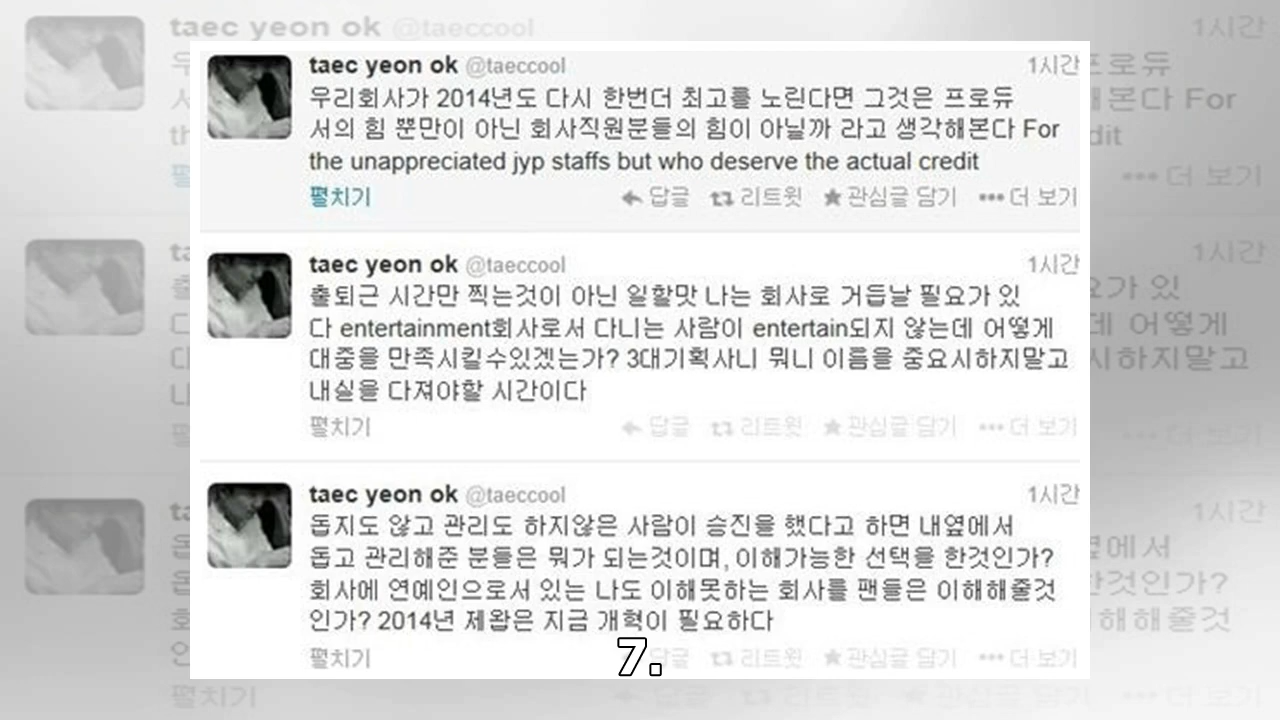 taec yeon ok @taeccool 1시간
우리회사가 2014년도 다시 한번더 최고를 노린다면 그것은 프로듀
서의 힘 뿐만이 아닌 회사직원분들의 힘이 아닐까 라고 생각해본다 For
the unappreciated jyp staffs but who deserve the actual credit
펼치기 답글 리트윗 관심글 담기 더 보기
taec yeon ok @taeccool 1시간
출퇴근 시간만 찍는것이 아닌 일할맛 나는 회사로 거듭날 필요가 있
다 entertainment회사로서 다니는 사람이 entertain되지 않는데 어떻게
대중을 만족시킬수있겠는가? 3대기획사니 뭐니 이름을 중요시하지말고
내실을 다져야할 시간이다
펼치기 답글 리트윗 관심글 담기 더 보기
taec yeon ok @taeccool 1시간
돕지도 않고 관리도 하지않은 사람이 승진을 했다고 하면 내옆에서
돕고 관리해준 분들은 뭐가 되는것이며, 이해가능한 선택을 한것인가?
회사에 연예인으로서 있는 나도 이해못하는 회사를 팬들은 이해해줄것
인가? 2014년 제왑은 지금 개혁이 필요하다
펼치기 답글 리트윗 관심글 담기 더 보기
7.